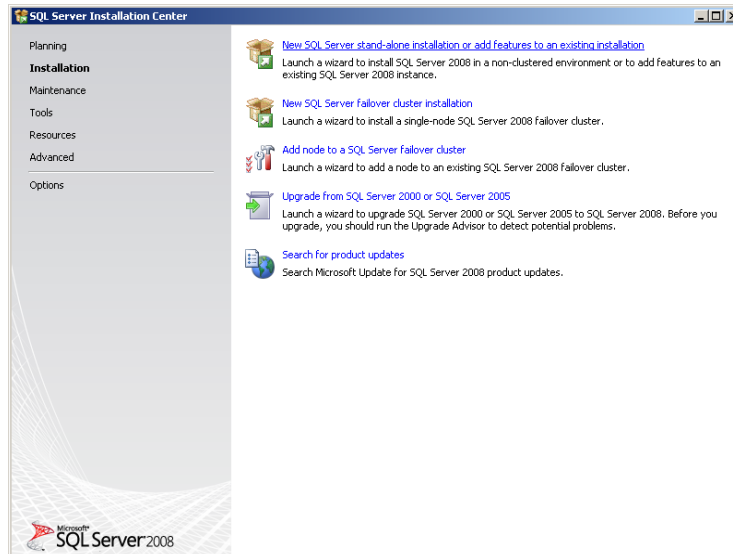 SQL Server Installation Center
Planning
Installation
Maintenance
Tools
Resources
Advanced
Options
New SQL Server stand-alone installation or add features to an existing installation
Launch a wizard to install SQL Server 2008 in a non-clustered environment or to add features to an
existing SQL Server 2008 instance.
New SQL Server failover cluster installation
Launch a wizard to install a single-node SQL Server 2008 failover cluster.
Add node to a SQL Server failover cluster
Launch a wizard to add a node to an existing SQL Server 2008 failover cluster.
Upgrade from SQL Server 2000 or SQL Server 2005
Launch a wizard to upgrade SQL Server 2000 or SQL Server 2005 to SQL Server 2008. Before you
upgrade, you should run the Upgrade Advisor to detect potential problems.
Search for product updates
Search Microsoft Update for SQL Server 2008 product updates.
Microsoft
SQL Server 2008